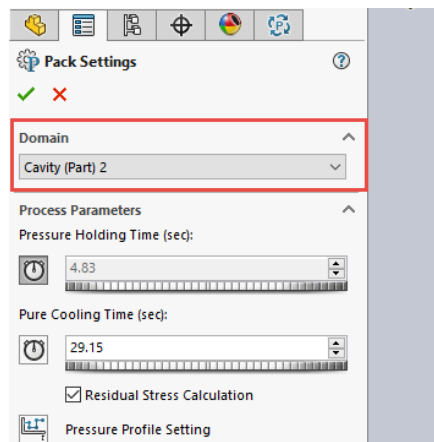 Pack Settings
Domain
Cavity (Part) 2
Process Parameters
Pressure Holding Time (sec):
4.83
Pure Cooling Time (sec):
29.15
Residual Stress Calculation
Pressure Profile Setting